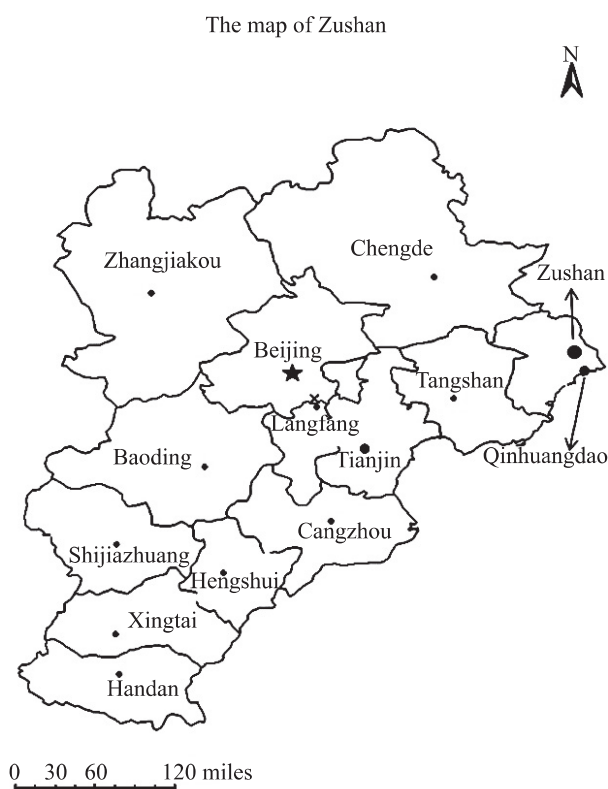 The map of Zushan
N
Zhangjiakou
Chengde
Zushan
Beijing
Tangshan
Langfang
Baoding
Tianjin
Qinhuangdao
Cangzhou
Shijiazhuang
Hengshui
Xingtai
Handan
0 30 60 120 miles